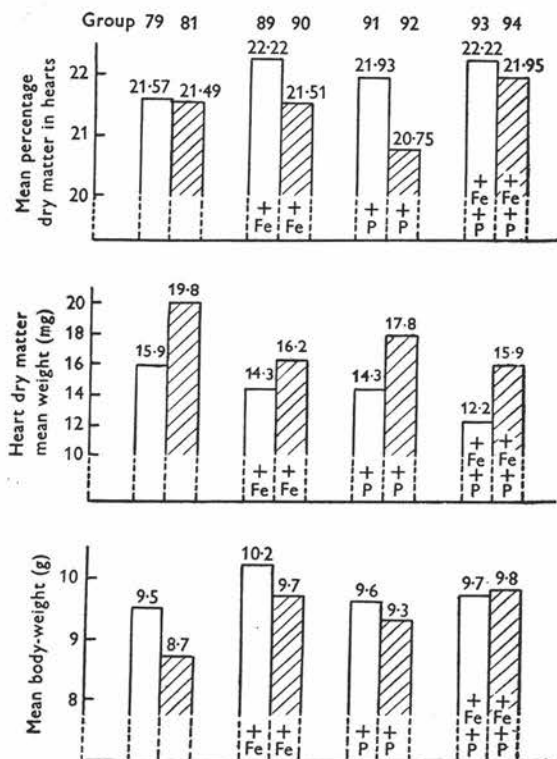 Group 79 81 89 90 91 92 93 94
Mean percentage
dry matter in hearts
22
21
20
21·57
21·49
22·22
21·51
21·93
20·75
22·22
21·95
+
Fe
+
Fe
+
P
+
P
+
Fe
+
P
+
Fe
+
P
Heart dry matter
mean weight (mg)
20
18
16
14
12
10
15·9
19·8
14·3
16·2
14·3
17·8
12·2
15·9
+
Fe
+
Fe
+
P
+
P
+
Fe
+
P
+
Fe
+
P
Mean body-weight (g)
10
9
8
9·5
8·7
10·2
9·7
9·6
9·3
9·7
9·8
+
Fe
+
Fe
+
P
+
P
+
Fe
+
P
+
Fe
+
P